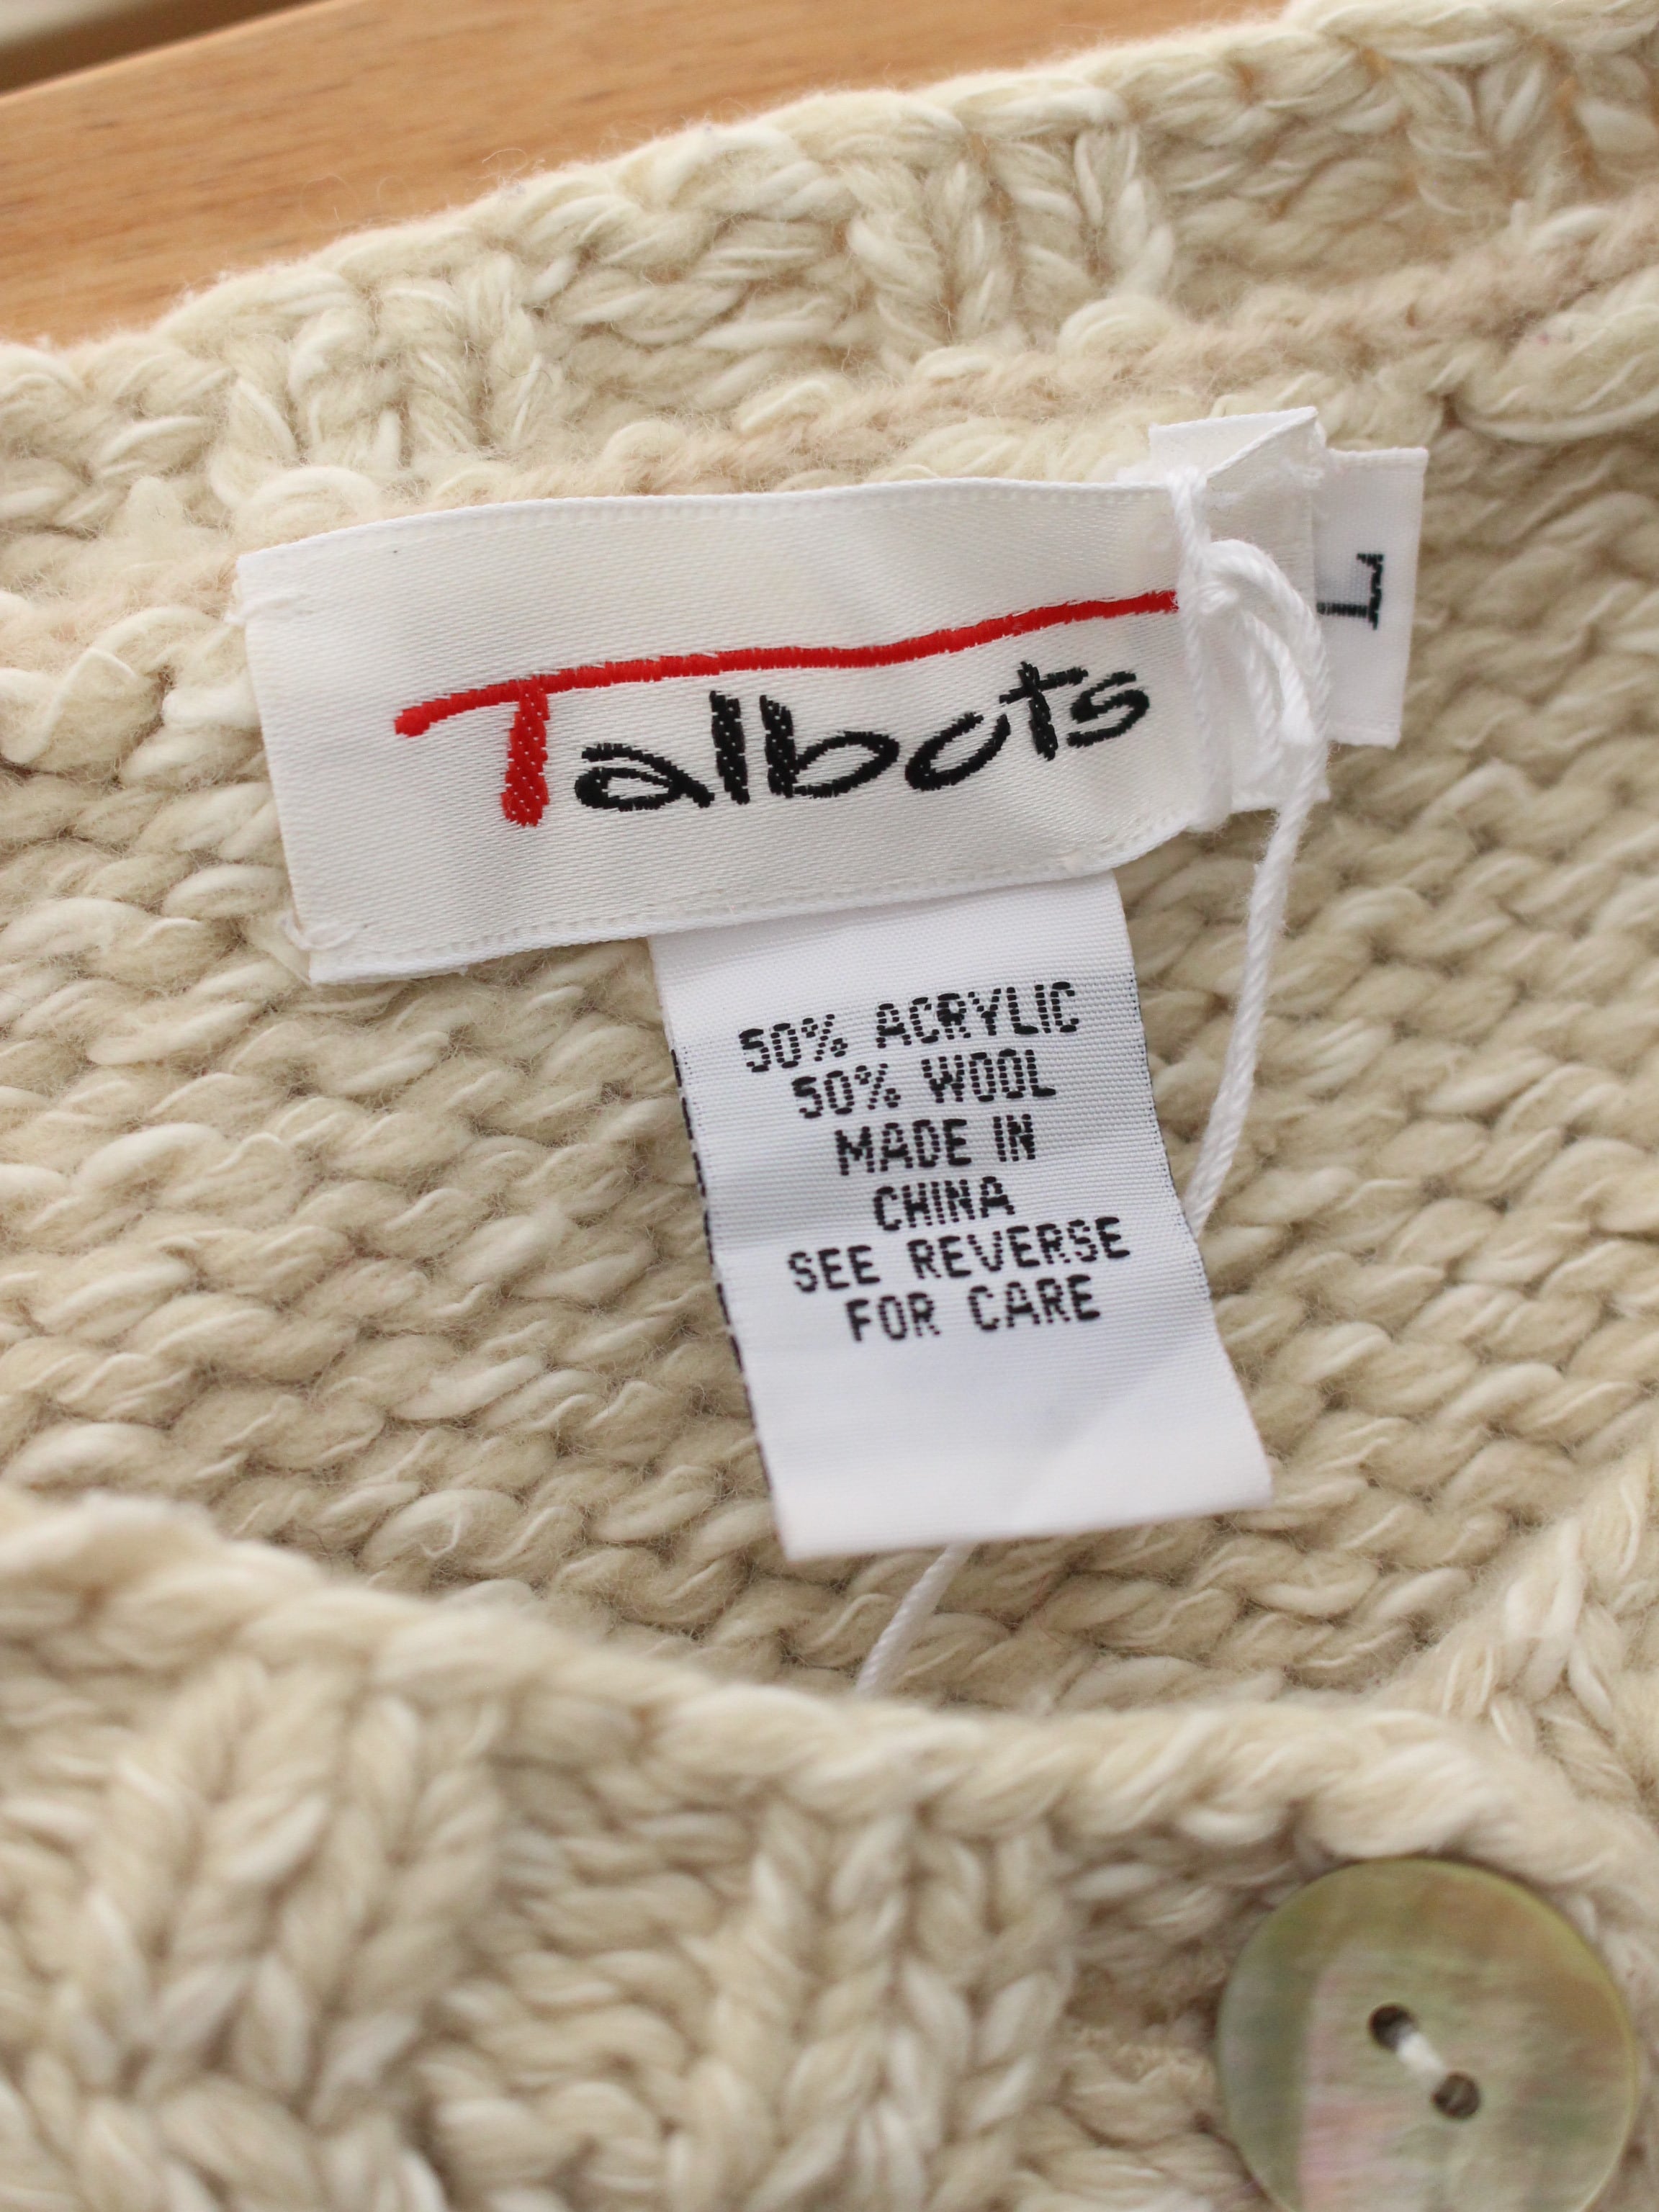 Talbots
L
50% ACRYLIC
50% WOOL
MADE IN
CHINA
SEE REVERSE
FOR CARE